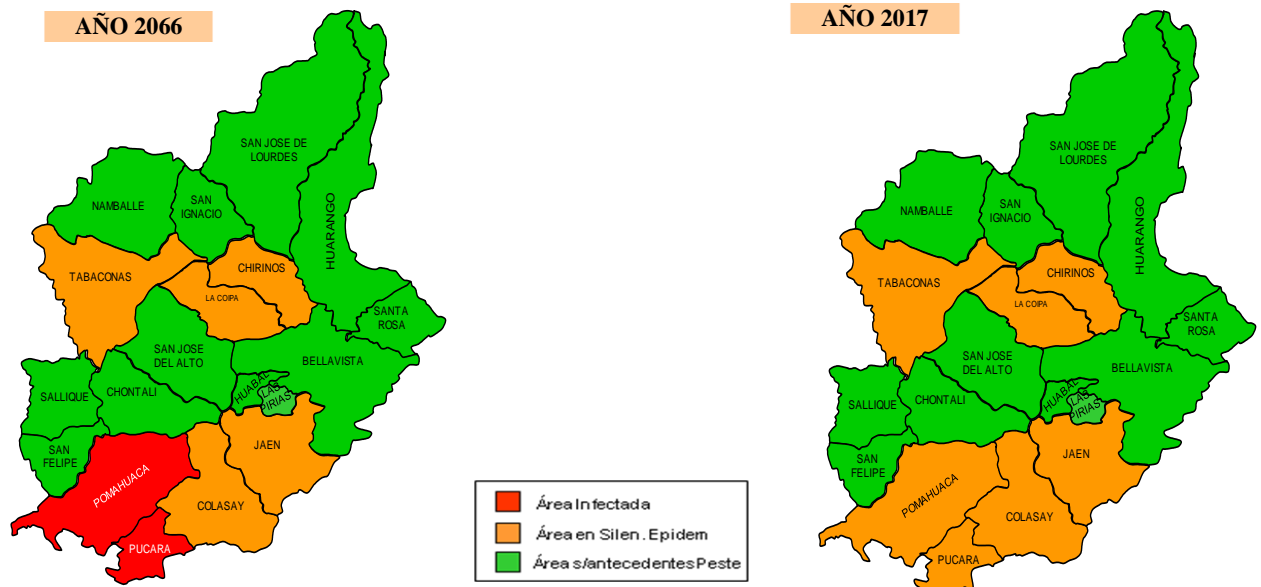 AÑO 2066
SAN JOSE DE
LOURDES
NAMBALLE
SAN
IGNACIO
HUARANGO
TABACONAS
CHIRINOS
LA COIPA
SANTA
ROSA
SAN JOSE
DEL ALTO
BELLAVISTA
HUABAL
LAS
PIRIAS
SALLIQUE
CHONTALI
SAN
FELIPE
JAEN
POMAHUACA
COLASAY
PUCARA
Área Infectada
Área en Silen. Epidem
Área s/antecedentes Peste
AÑO 2017
SAN JOSE DE
LOURDES
NAMBALLE
SAN
IGNACIO
HUARANGO
TABACONAS
CHIRINOS
LA COIPA
SANTA
ROSA
SAN JOSE
DEL ALTO
BELLAVISTA
HUABAL
LAS
PIRIAS
SALLIQUE
CHONTALI
SAN
FELIPE
JAEN
POMAHUACA
COLASAY
PUCARA